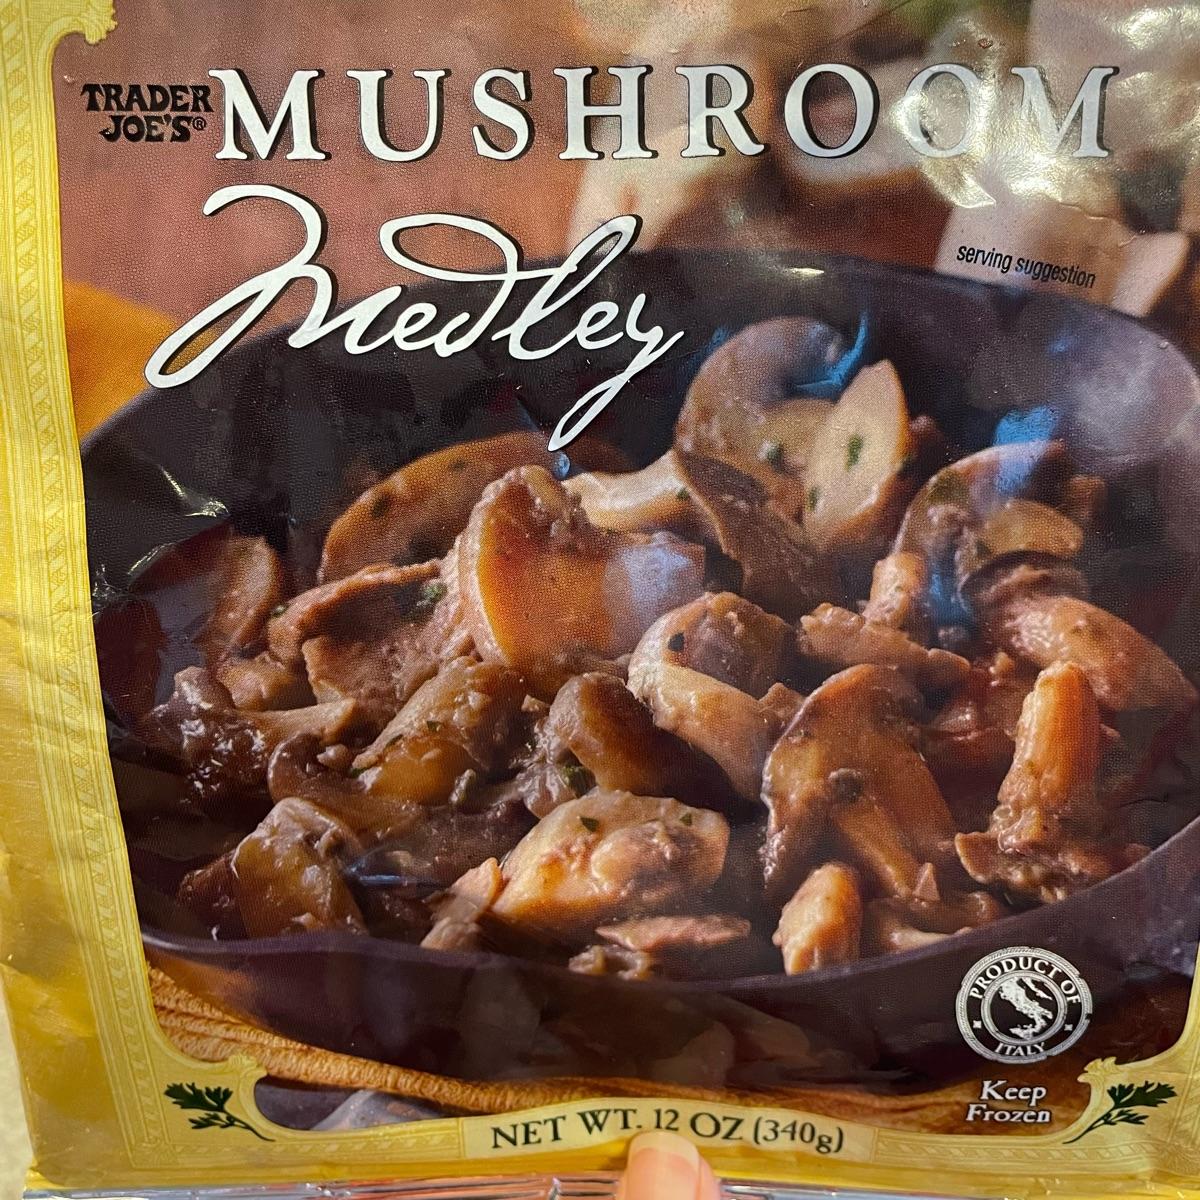 TRADER
JOE'S®
MUSHROOM
Medley
serving suggestion
PRODUCT OF
ITALY
Keep
Frozen
NET WT. 12 OZ (340g)